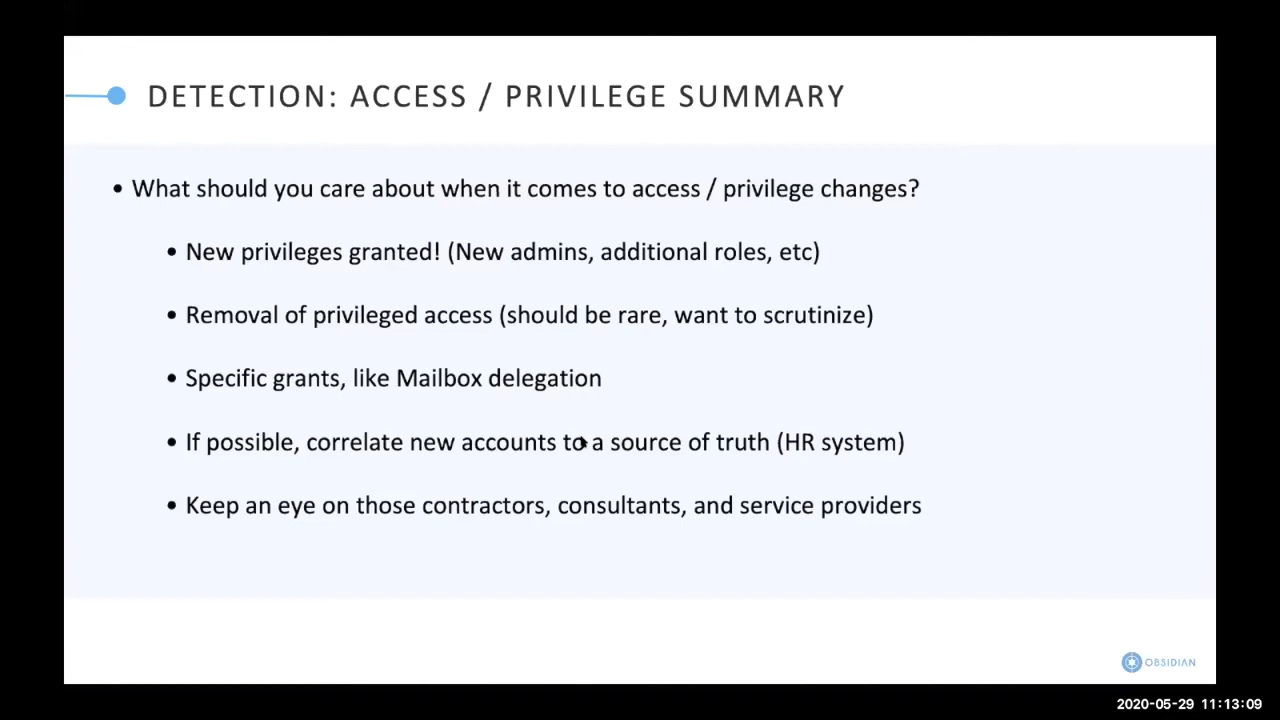 DETECTION: ACCESS / PRIVILEGE SUMMARY
• What should you care about when it comes to access / privilege changes?
• New privileges granted! (New admins, additional roles, etc)
• Removal of privileged access (should be rare, want to scrutinize)
• Specific grants, like Mailbox delegation
• If possible, correlate new accounts to a source of truth (HR system)
• Keep an eye on those contractors, consultants, and service providers
OBSIDIAN
2020-05-29 11:13:09